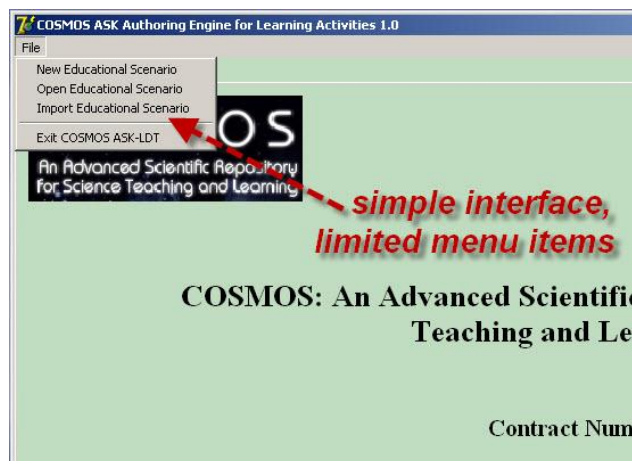 COSMOS ASK Authoring Engine for Learning Activities 1.0
File
New Educational Scenario
Open Educational Scenario
Import Educational Scenario
Exit COSMOS ASK-LDT
O S
An Advanced Scientific Repository
for Science Teaching and Learning
simple interface,
limited menu items
COSMOS: An Advanced Scientific
Teaching and Le
Contract Num